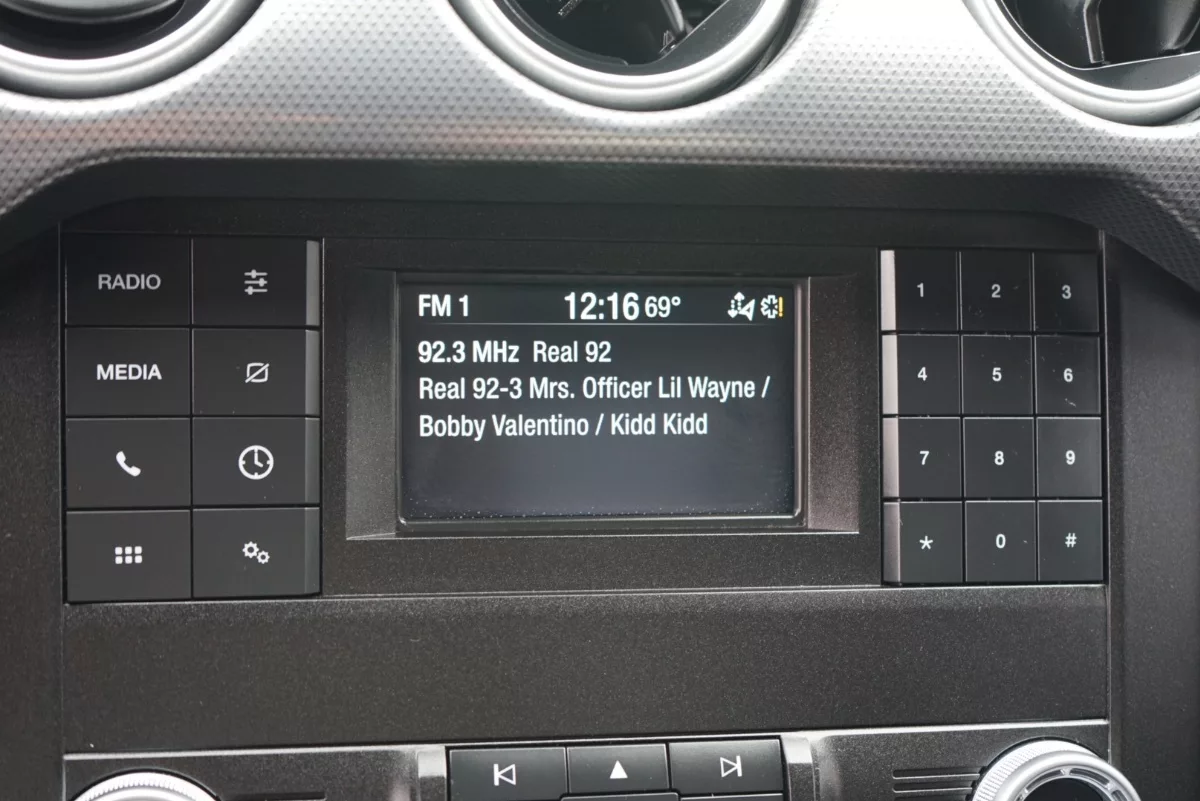 RADIO
MEDIA
FM 1 12:16 69°
92.3 MHz Real 92
Real 92-3 Mrs. Officer Lil Wayne /
Bobby Valentino / Kidd Kidd
1 2 3
4 5 6
7 8 9
* 0 #